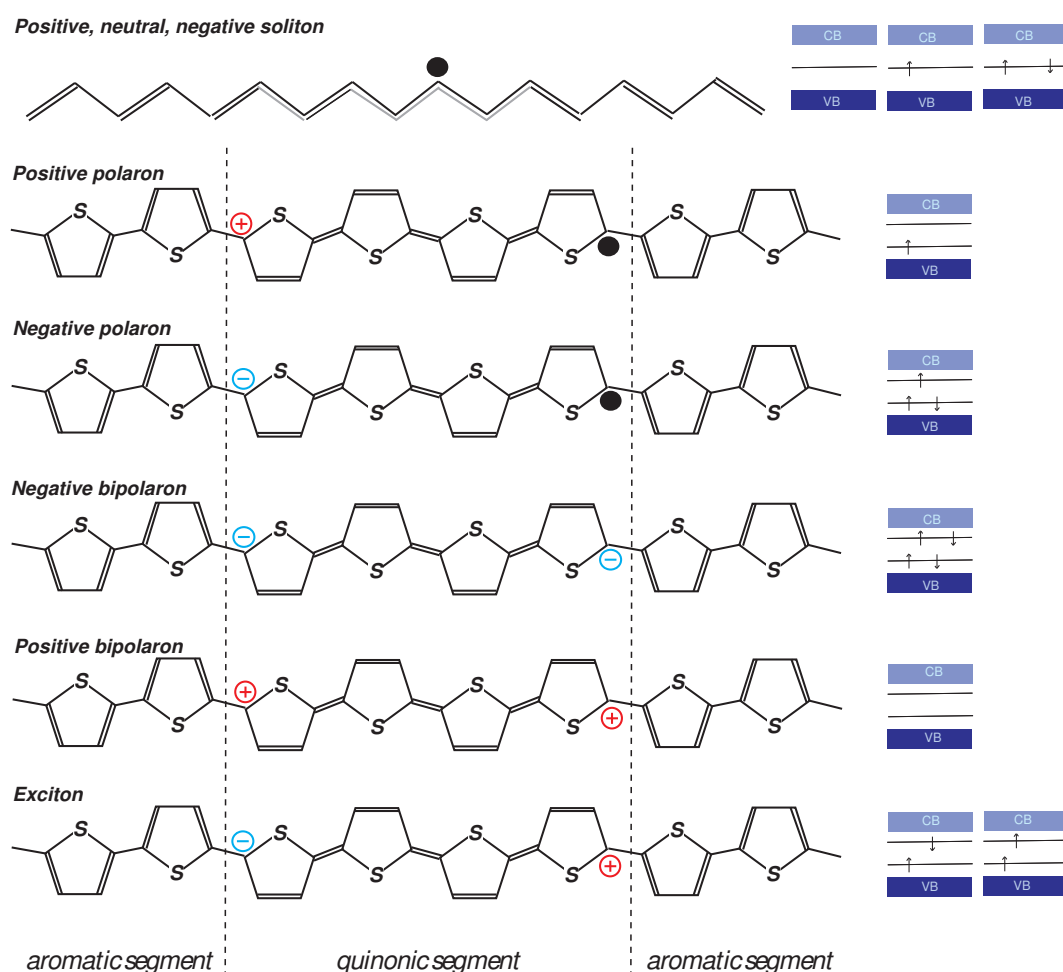 Positive, neutral, negative soliton
CB CB CB
VB VB VB
Positive polaron
S S S S S S S S
CB
VB
Negative polaron
S S S S S S S S
CB
VB
Negative bipolaron
S S S S S S S S
CB
VB
Positive bipolaron
S S S S S S S S
CB
VB
Exciton
S S S S S S S S
CB CB
VB VB
aromatic segment quinonic segment aromatic segment